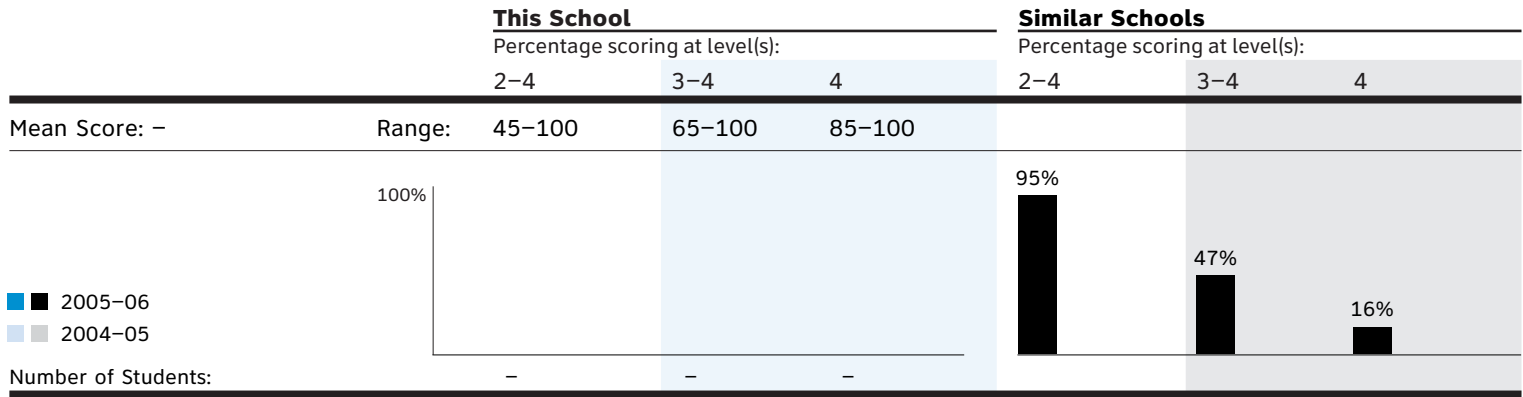 This School Similar Schools
Percentage scoring at level(s): Percentage scoring at level(s):
2–4 3–4 4 2–4 3–4 4
Mean Score: – Range: 45–100 65–100 85–100
95%
100%
47%
2005–06
16%
2004–05
Number of Students: – – –